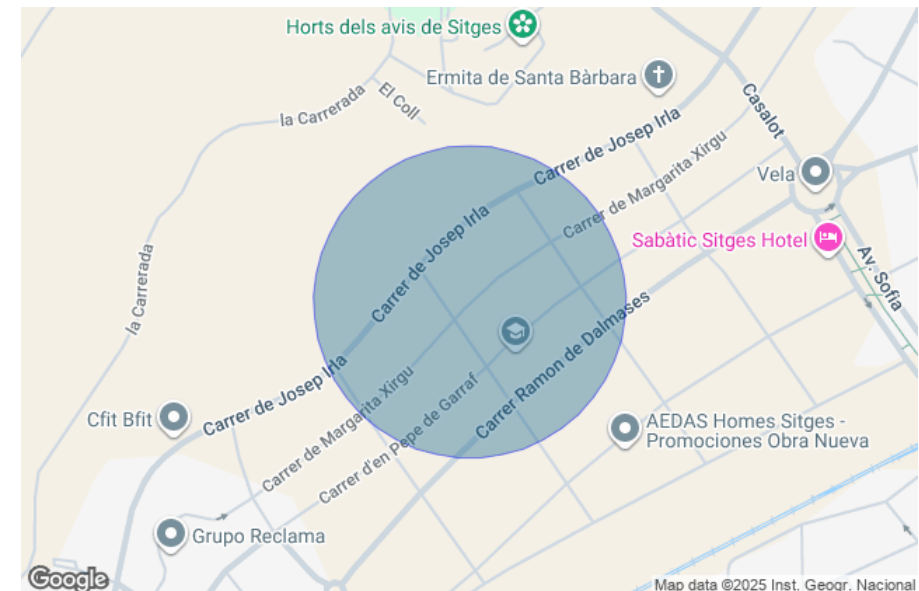 Horts dels avis de Sitges
Ermita de Santa Bàrbara
El Coll
la Carrerada
Casalot
Carrer de Josep Irla
Vela
Carrer de Margarita Xirgu
Carrer de Josep Irla
Sabàtic Sitges Hotel
Av. Sofia
la Carrerada
Carrer Ramon de Dalmases
Carrer de Josep Irla
Carrer de Margarita Xirgu
Carrer d'en Pepe de Garraf
Cfit Bfit
AEDAS Homes Sitges -
Promociones Obra Nueva
Grupo Reclama
Google
Map data ©2025 Inst. Geogr. Nacional